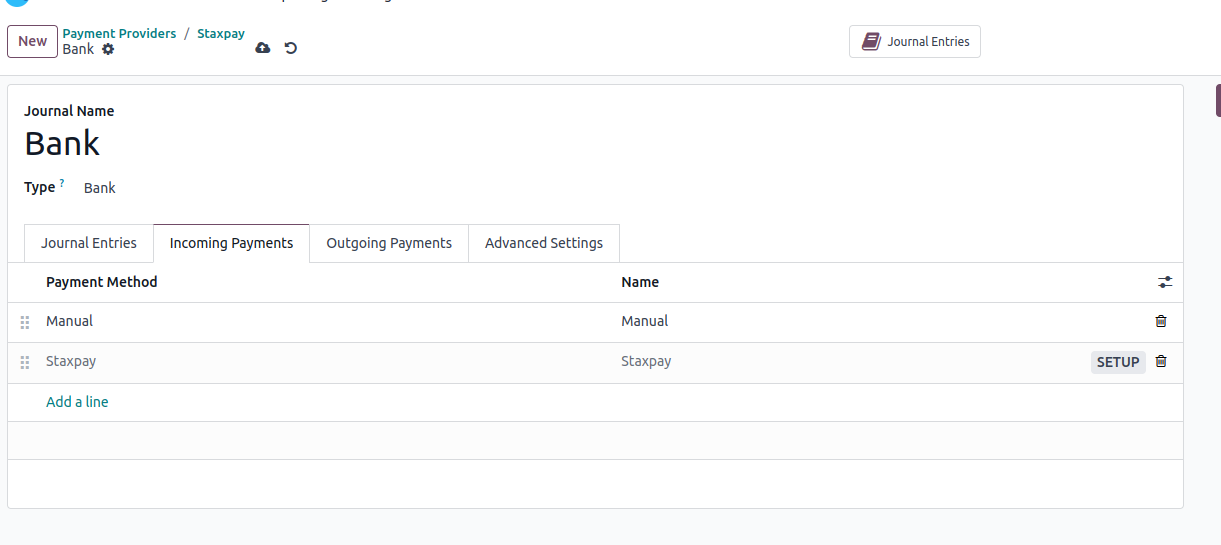 New
Payment Providers / Staxpay
Bank
Journal Entries
Journal Name
Bank
Type ? Bank
Journal Entries Incoming Payments Outgoing Payments Advanced Settings
Payment Method Name
Manual Manual
Staxpay Staxpay SETUP
Add a line